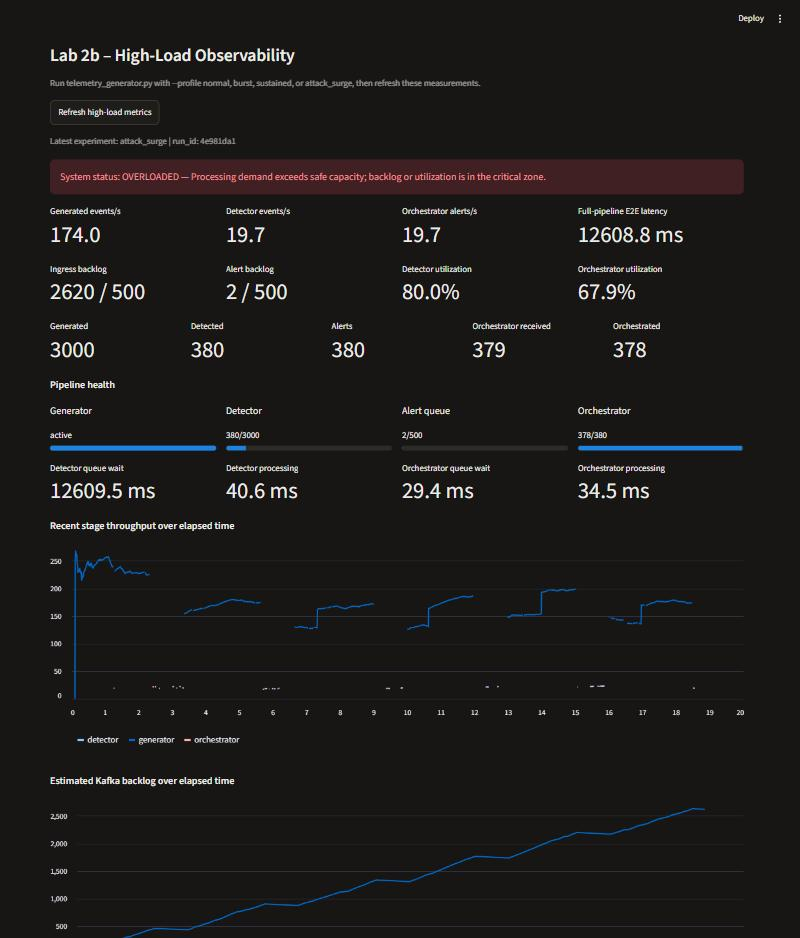 Deploy
Lab 2b – High-Load Observability
Run telemetry_generator.py with --profile normal, burst, sustained, or attack_surge, then refresh these measurements.
Refresh high-load metrics
Latest experiment: attack_surge | run_id: 4e981da1
System status: OVERLOADED — Processing demand exceeds safe capacity; backlog or utilization is in the critical zone.
Generated events/s Detector events/s Orchestrator alerts/s Full-pipeline E2E latency
174.0 19.7 19.7 12608.8 ms
Ingress backlog Alert backlog Detector utilization Orchestrator utilization
2620 / 500 2 / 500 80.0% 67.9%
Generated Detected Alerts Orchestrator received Orchestrated
3000 380 380 379 378
Pipeline health
Generator Detector Alert queue Orchestrator
active 380/3000 2/500 378/380
Detector queue wait Detector processing Orchestrator queue wait Orchestrator processing
12609.5 ms 40.6 ms 29.4 ms 34.5 ms
Recent stage throughput over elapsed time
250
200
150
100
50
0
0 1 2 3 4 5 6 7 8 9 10 11 12 13 14 15 16 17 18 19 20
detector generator orchestrator
Estimated Kafka backlog over elapsed time
2,500
2,000
1,500
1,000
500